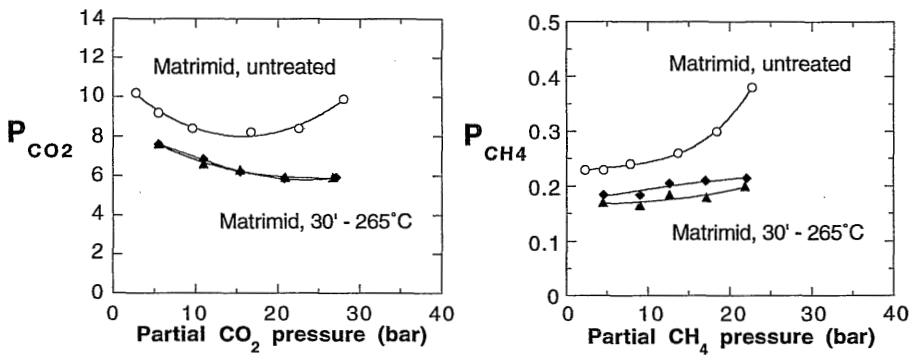 14
12
10
8
6
4
2
0
P CO2
Matrimid, untreated
Matrimid, 30' - 265°C
0 10 20 30 40
Partial CO2 pressure (bar)
0.5
0.4
0.3
0.2
0.1
0
P CH4
Matrimid, untreated
Matrimid, 30' - 265°C
0 10 20 30 40
Partial CH4 pressure (bar)